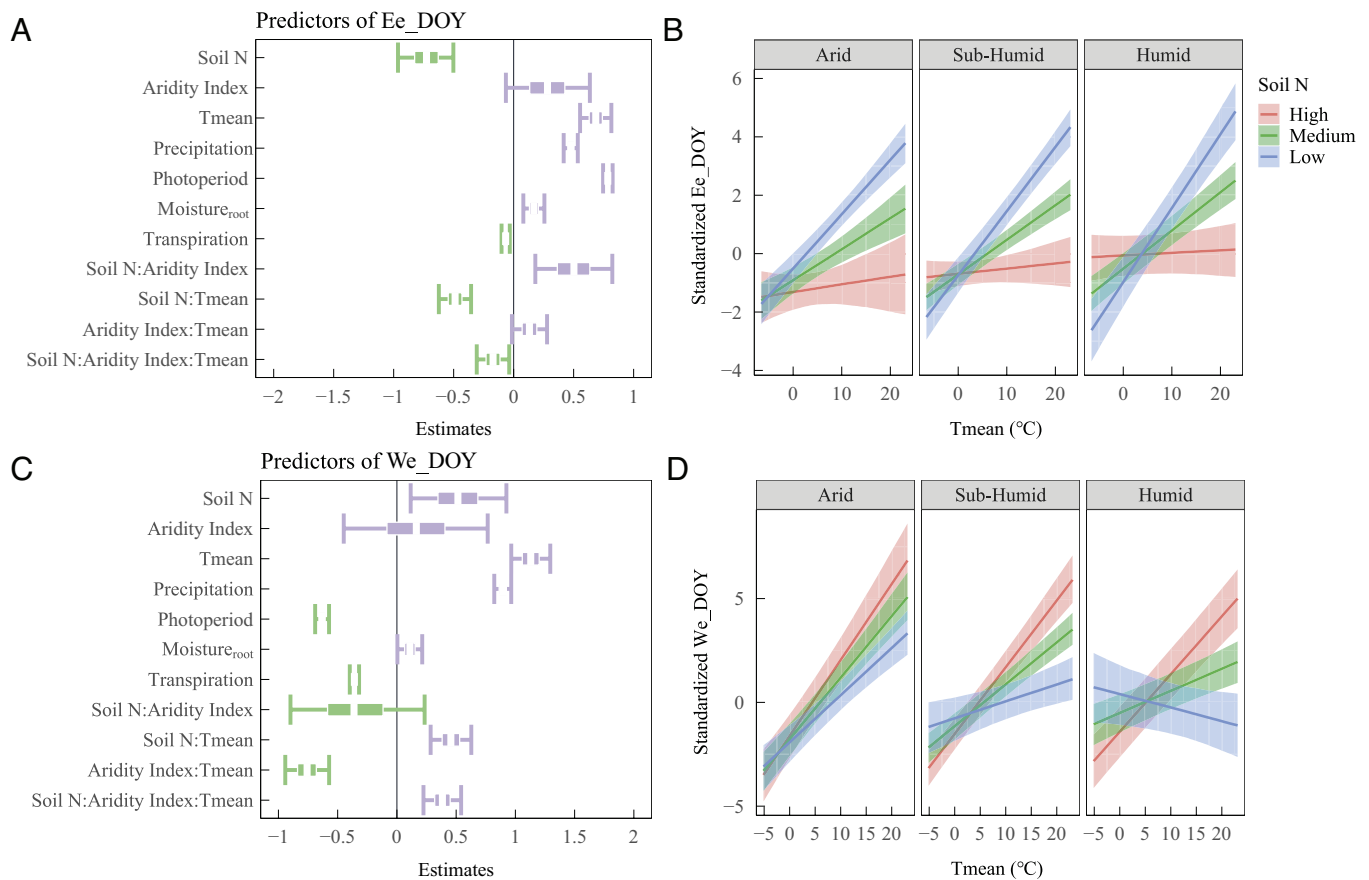 A
Predictors of Ee_DOY
Soil N
Aridity Index
Tmean
Precipitation
Photoperiod
Moistureroot
Transpiration
Soil N:Aridity Index
Soil N:Tmean
Aridity Index:Tmean
Soil N:Aridity Index:Tmean
−2 −1.5 −1 −0.5 0 0.5 1
Estimates
B
Arid Sub-Humid Humid
Standardized Ee_DOY
6
4
2
0
−2
−4
0 10 20 0 10 20 0 10 20
Tmean (°C)
Soil N
High
Medium
Low
C
Predictors of We_DOY
Soil N
Aridity Index
Tmean
Precipitation
Photoperiod
Moistureroot
Transpiration
Soil N:Aridity Index
Soil N:Tmean
Aridity Index:Tmean
Soil N:Aridity Index:Tmean
−1 −0.5 0 0.5 1 1.5 2
Estimates
D
Arid Sub-Humid Humid
Standardized We_DOY
5
0
−5
−5 0 5 10 15 20 −5 0 5 10 15 20 −5 0 5 10 15 20
Tmean (°C)